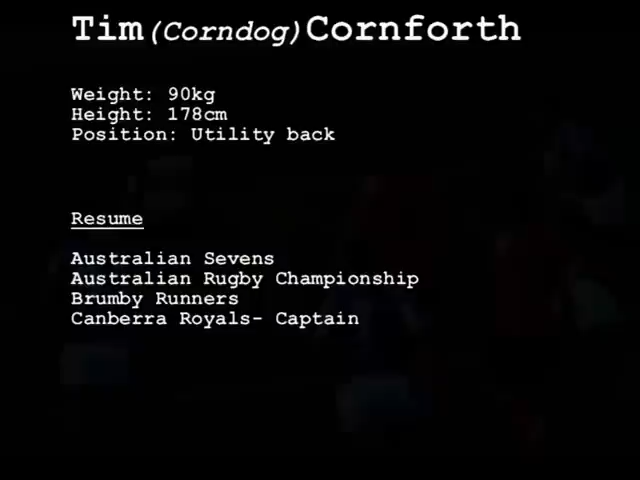 Tim(Corndog)Cornforth
Weight: 90kg
Height: 178cm
Position: Utility back
Resume
Australian Sevens
Australian Rugby Championship
Brumby Runners
Canberra Royals- Captain